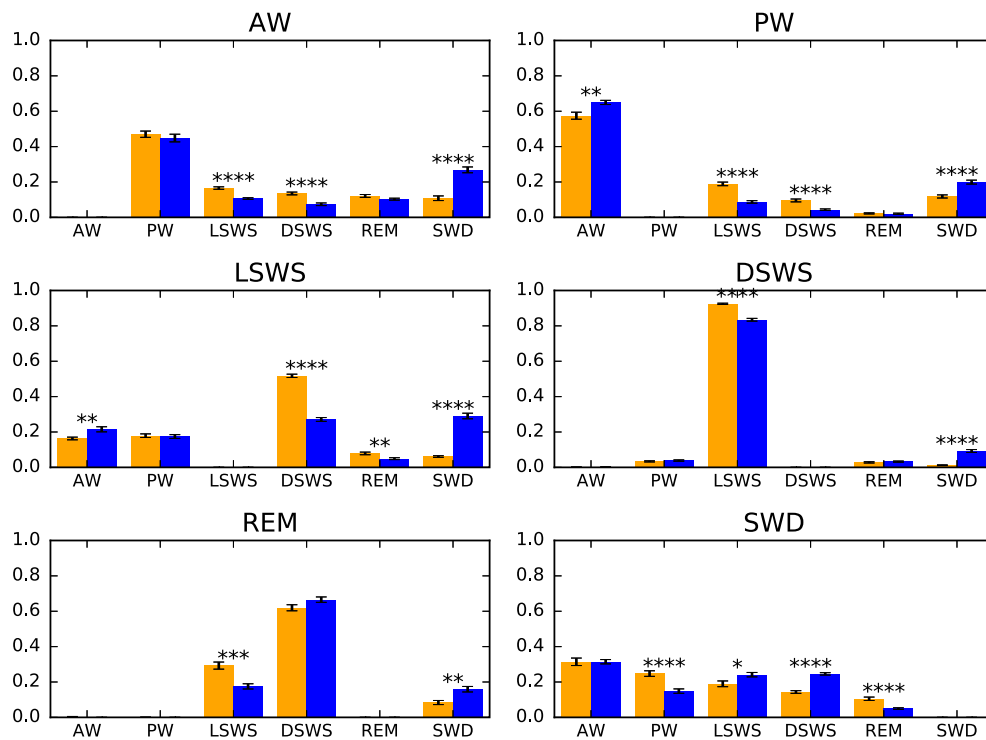 AW
1.0
0.8
0.6
0.4
0.2
0.0
**** **** ****
AW PW LSWS DSWS REM SWD
PW
1.0
0.8
0.6
0.4
0.2
0.0
** **** **** ****
AW PW LSWS DSWS REM SWD
LSWS
1.0
0.8
0.6
0.4
0.2
0.0
** **** ** ****
AW PW LSWS DSWS REM SWD
DSWS
1.0
0.8
0.6
0.4
0.2
0.0
**** ****
AW PW LSWS DSWS REM SWD
REM
1.0
0.8
0.6
0.4
0.2
0.0
*** **
AW PW LSWS DSWS REM SWD
SWD
1.0
0.8
0.6
0.4
0.2
0.0
**** * **** ****
AW PW LSWS DSWS REM SWD